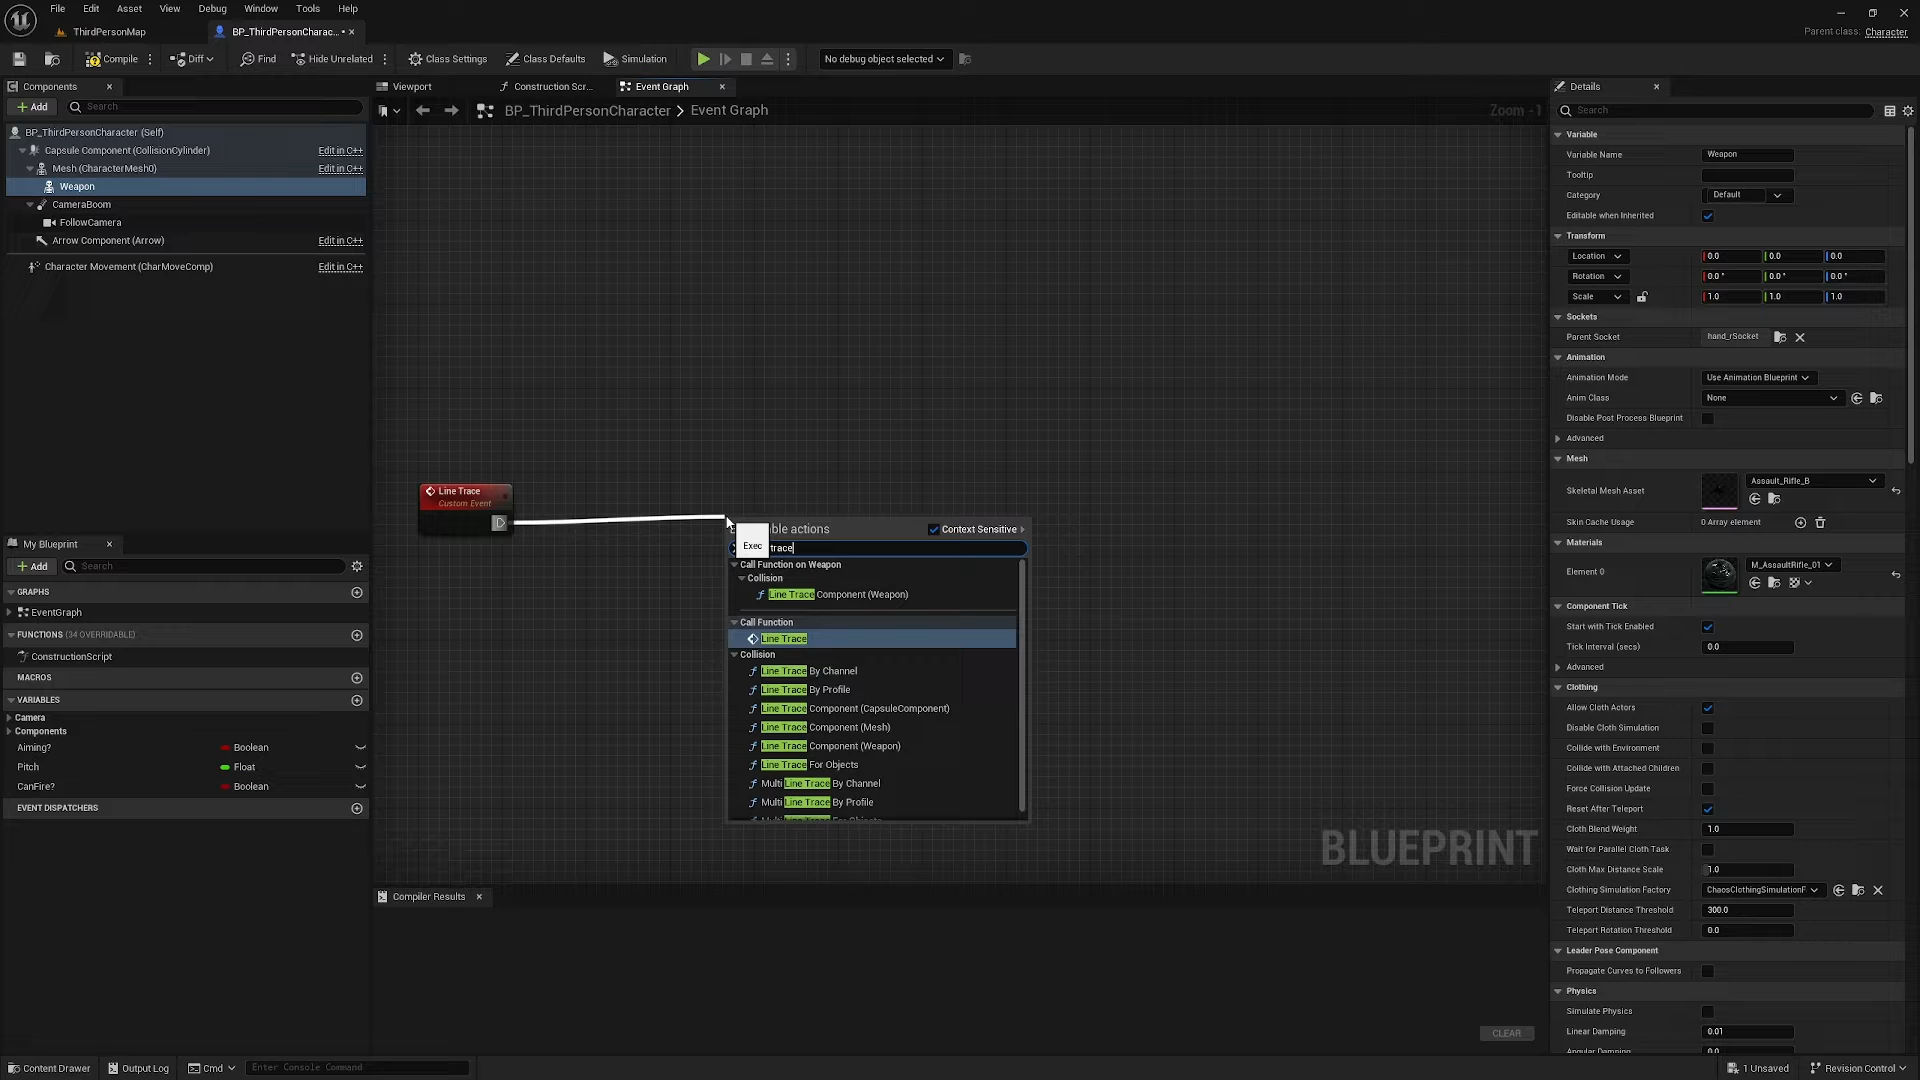 File Edit Asset View Debug Window Tools Help
ThirdPersonMap
BP_ThirdPersonCharac... •
Parent class: Character
Compile
Diff
Find
Hide Unrelated
Class Settings
Class Defaults
Simulation
No debug object selected
Components
Add
Search
BP_ThirdPersonCharacter (Self)
Capsule Component (CollisionCylinder) Edit in C++
Mesh (CharacterMesh0) Edit in C++
Weapon
CameraBoom
FollowCamera
Arrow Component (Arrow) Edit in C++
Character Movement (CharMoveComp) Edit in C++
My Blueprint
Add
Search
GRAPHS
EventGraph
FUNCTIONS (34 OVERRIDABLE)
ConstructionScript
MACROS
VARIABLES
Camera
Components
Aiming? Boolean
Pitch Float
CanFire? Boolean
EVENT DISPATCHERS
Viewport
Construction Scr...
Event Graph
BP_ThirdPersonCharacter > Event Graph
Zoom -1
Line Trace
Custom Event
able actions
Context Sensitive
Exec
trace
Call Function on Weapon
Collision
Line Trace Component (Weapon)
Call Function
Line Trace
Collision
Line Trace By Channel
Line Trace By Profile
Line Trace Component (CapsuleComponent)
Line Trace Component (Mesh)
Line Trace Component (Weapon)
Line Trace For Objects
Multi Line Trace By Channel
Multi Line Trace By Profile
BLUEPRINT
Compiler Results
CLEAR
Details
Search
Variable
Variable Name Weapon
Tooltip
Category Default
Editable when Inherited
Transform
Location 0.0 0.0 0.0
Rotation 0.0 ° 0.0 ° 0.0 °
Scale 1.0 1.0 1.0
Sockets
Parent Socket hand_rSocket
Animation
Animation Mode Use Animation Blueprint
Anim Class None
Disable Post Process Blueprint
Advanced
Mesh
Skeletal Mesh Asset Assault_Rifle_B
Skin Cache Usage 0 Array element
Materials
Element 0 M_AssaultRifle_01
Component Tick
Start with Tick Enabled
Tick Interval (secs) 0.0
Advanced
Clothing
Allow Cloth Actors
Disable Cloth Simulation
Collide with Environment
Collide with Attached Children
Force Collision Update
Reset After Teleport
Cloth Blend Weight 1.0
Wait for Parallel Cloth Task
Cloth Max Distance Scale 1.0
Clothing Simulation Factory ChaosClothingSimulationF
Teleport Distance Threshold 300.0
Teleport Rotation Threshold 0.0
Leader Pose Component
Propagate Curves to Followers
Physics
Simulate Physics
Linear Damping 0.01
Angular Damping 0.0
Content Drawer
Output Log
Cmd
Enter Console Command
1 Unsaved
Revision Control